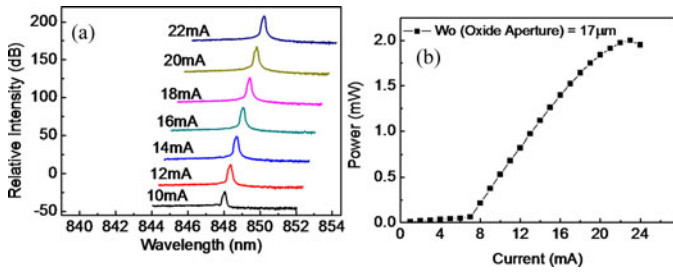 (a)
200
150
100
50
0
-50
Relative Intensity (dB)
22mA
20mA
18mA
16mA
14mA
12mA
10mA
840 842 844 846 848 850 852 854
Wavelength (nm)
(b)
Wo (Oxide Aperture) = 17μm
2.0
1.5
1.0
0.5
0.0
Power (mW)
0 4 8 12 16 20 24
Current (mA)